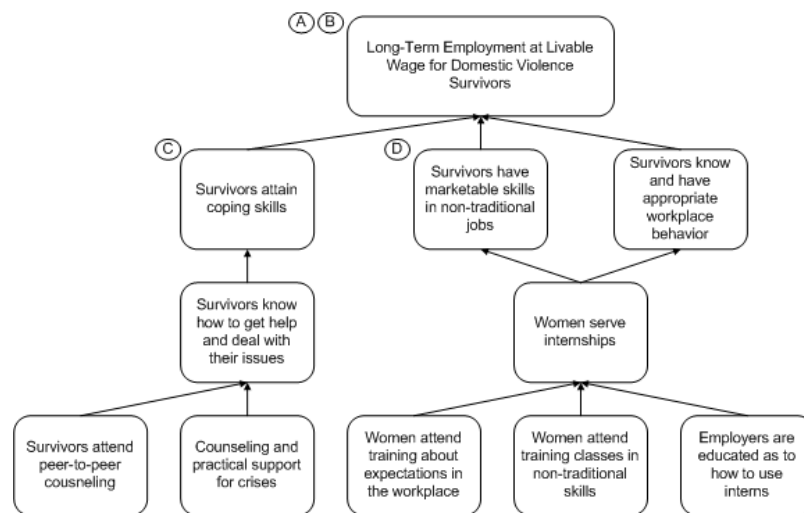 A B
Long-Term Employment at Livable
Wage for Domestic Violence
Survivors
C
Survivors attain
coping skills
D
Survivors have
marketable skills
in non-traditional
jobs
Survivors know
and have
appropriate
workplace
behavior
Survivors know
how to get help
and deal with
their issues
Women serve
internships
Survivors attend
peer-to-peer
cousneling
Counseling and
practical support
for crises
Women attend
training about
expectations in
the workplace
Women attend
training classes in
non-traditional
skills
Employers are
educated as to
how to use
interns